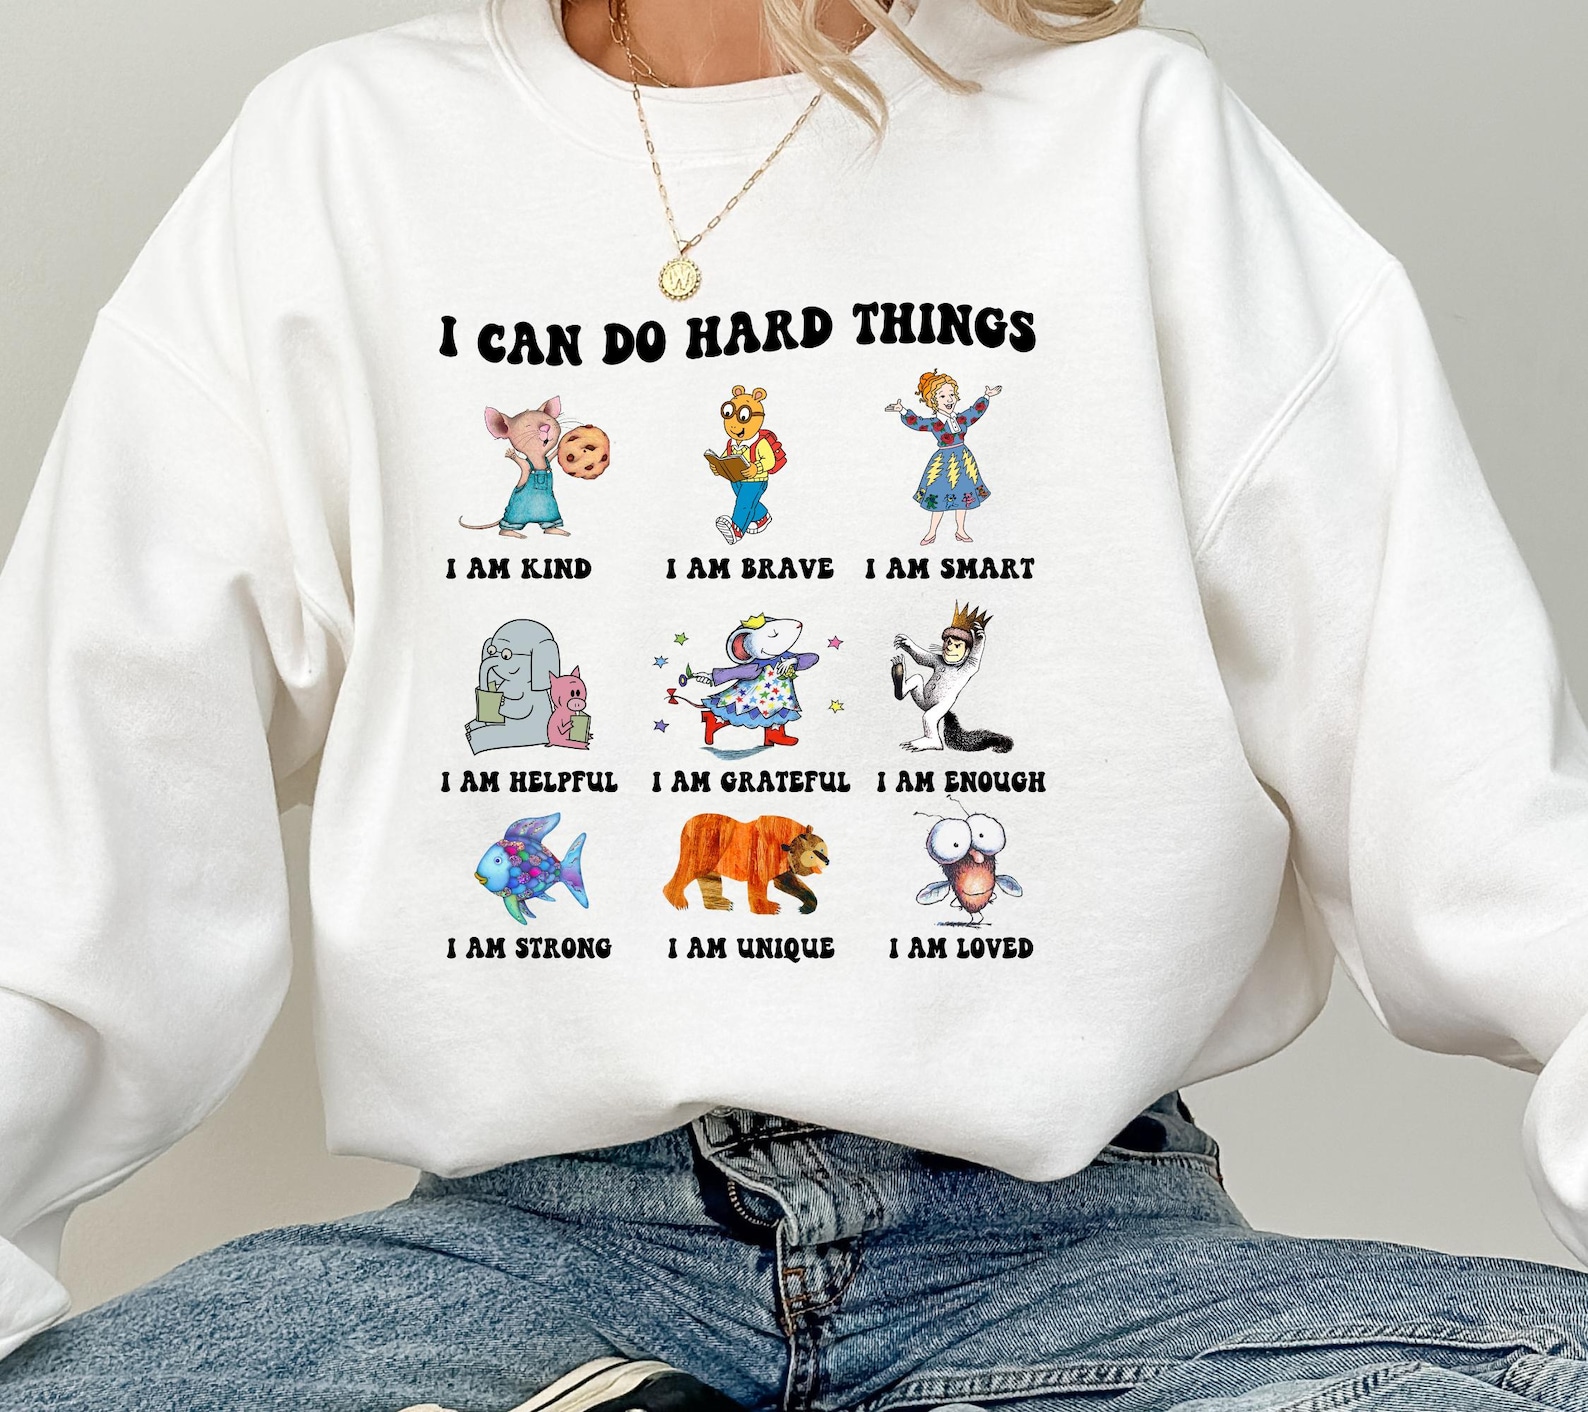 W
I CAN DO HARD THINGS
I AM KIND
I AM BRAVE
I AM SMART
I AM HELPFUL
I AM GRATEFUL
I AM ENOUGH
I AM STRONG
I AM UNIQUE
I AM LOVED